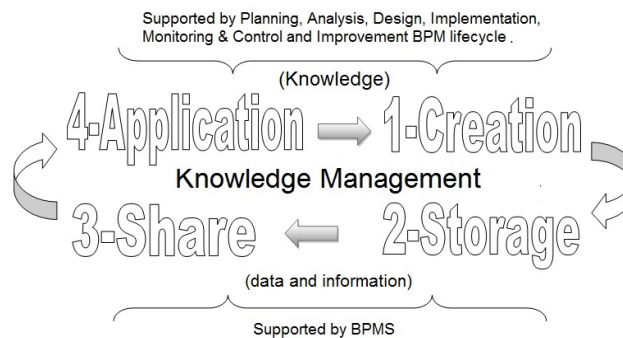 Supported by Planning, Analysis, Design, Implementation,
Monitoring & Control and Improvement BPM lifecycle .
(Knowledge)
4-Application 1-Creation
Knowledge Management
3-Share 2-Storage
(data and information)
Supported by BPMS